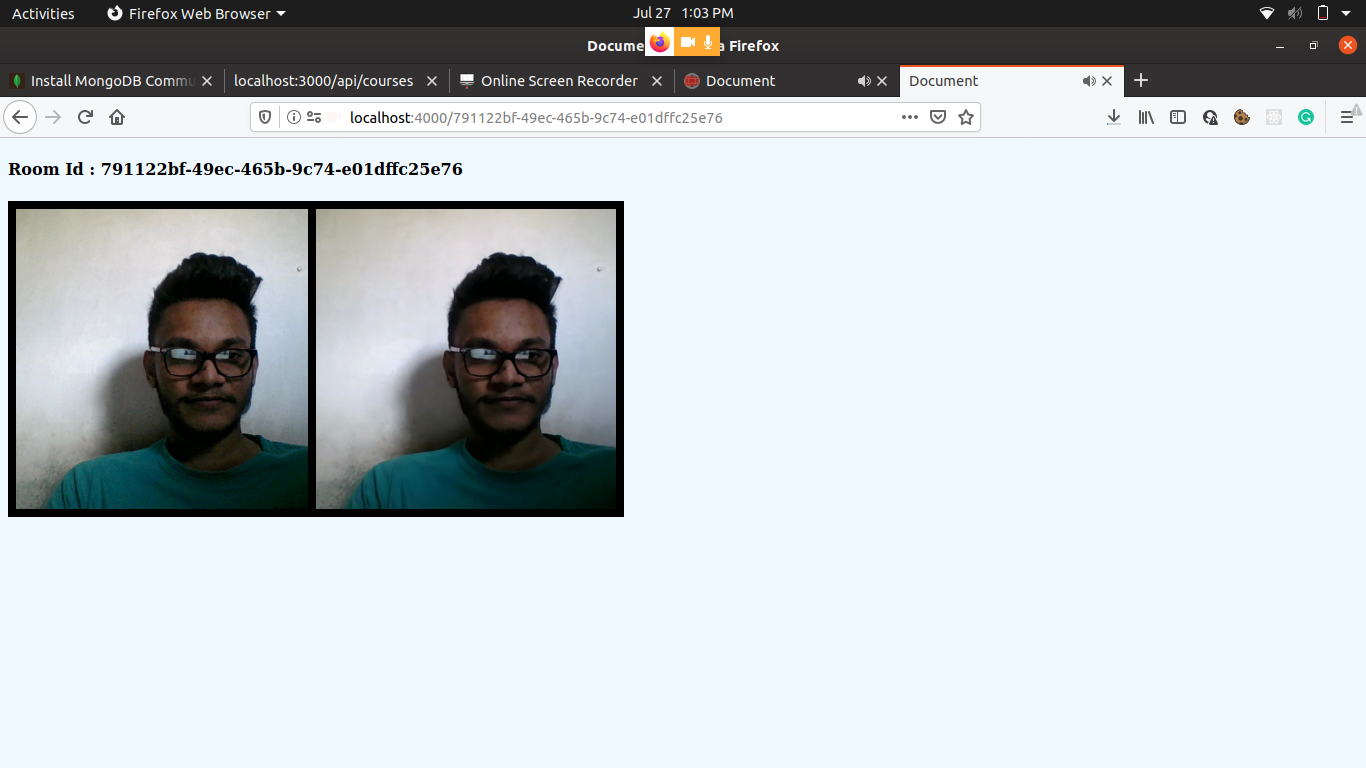 Activities Firefox Web Browser Jul 27 1:03 PM
Docume a Firefox
Install MongoDB Commu localhost:3000/api/courses Online Screen Recorder Document Document
localhost:4000/791122bf-49ec-465b-9c74-e01dffc25e76
Room Id : 791122bf-49ec-465b-9c74-e01dffc25e76